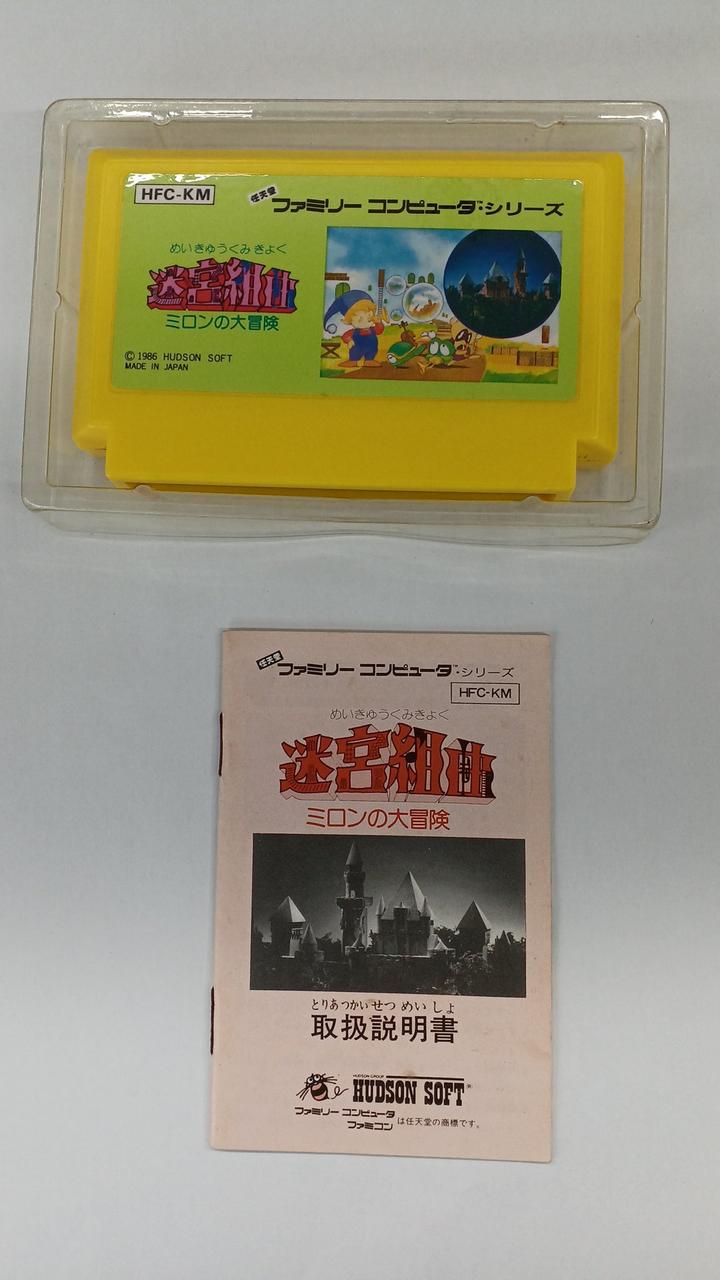 HFC-KM
任天堂 ファミリー コンピュータ™・シリーズ
めいきゅうくみきょく
迷宮組曲
ミロンの大冒険
© 1986 HUDSON SOFT
MADE IN JAPAN
任天堂 ファミリー コンピュータ™・シリーズ
HFC-KM
めいきゅうくみきょく
迷宮組曲
ミロンの大冒険
とりあつかいせつめいしょ
取扱説明書
HUDSON GROUP
HUDSON SOFT®
ファミリー コンピュータ
ファミコン は任天堂の商標です。